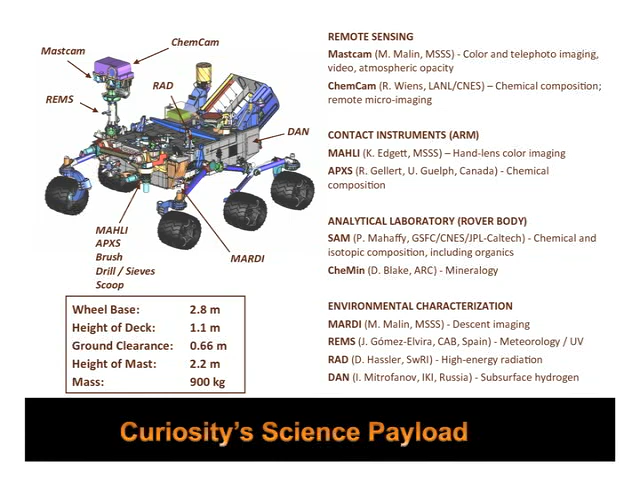 Mastcam
ChemCam
REMS
RAD
DAN
MAHLI
APXS
Brush
Drill / Sieves
Scoop
MARDI
Wheel Base: 2.8 m
Height of Deck: 1.1 m
Ground Clearance: 0.66 m
Height of Mast: 2.2 m
Mass: 900 kg
REMOTE SENSING
Mastcam (M. Malin, MSSS) - Color and telephoto imaging,
video, atmospheric opacity
ChemCam (R. Wiens, LANL/CNES) – Chemical composition;
remote micro-imaging
CONTACT INSTRUMENTS (ARM)
MAHLI (K. Edgett, MSSS) – Hand-lens color imaging
APXS (R. Gellert, U. Guelph, Canada) - Chemical
composition
ANALYTICAL LABORATORY (ROVER BODY)
SAM (P. Mahaffy, GSFC/CNES/JPL-Caltech) - Chemical and
isotopic composition, including organics
CheMin (D. Blake, ARC) - Mineralogy
ENVIRONMENTAL CHARACTERIZATION
MARDI (M. Malin, MSSS) - Descent imaging
REMS (J. Gómez-Elvira, CAB, Spain) - Meteorology / UV
RAD (D. Hassler, SwRI) - High-energy radiation
DAN (I. Mitrofanov, IKI, Russia) - Subsurface hydrogen
Curiosity’s Science Payload